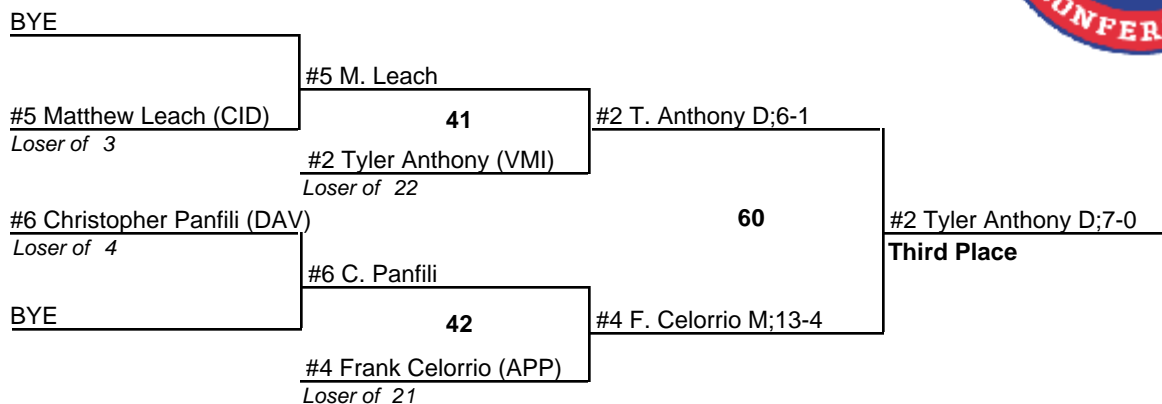 BYE
CONFER
#5 M. Leach
#5 Matthew Leach (CID)
Loser of 3
41
#2 T. Anthony D;6-1
#2 Tyler Anthony (VMI)
Loser of 22
#6 Christopher Panfili (DAV)
Loser of 4
60
#2 Tyler Anthony D;7-0
Third Place
#6 C. Panfili
BYE
42
#4 F. Celorrio M;13-4
#4 Frank Celorrio (APP)
Loser of 21